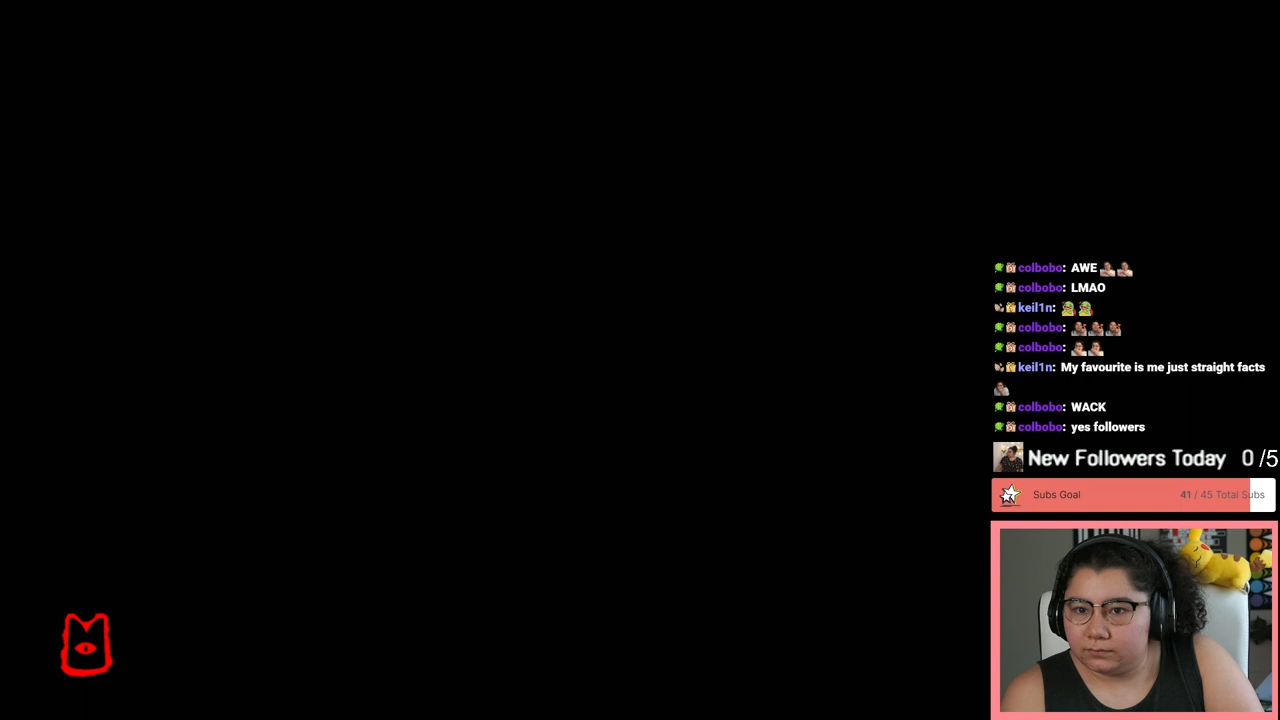 colbobo: AWE
colbobo: LMAO
keil1n:
colbobo:
colbobo:
keil1n: My favourite is me just straight facts
colbobo: WACK
colbobo: yes followers
New Followers Today 0 /5
Subs Goal 41 / 45 Total Subs